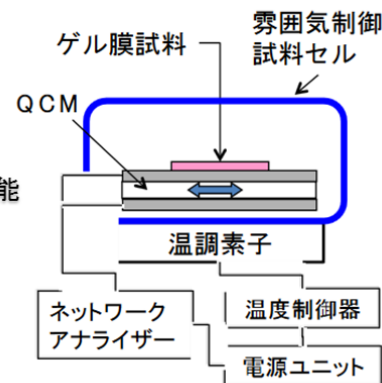 雰囲気制御
試料セル
ゲル膜試料
QCM
能
温調素子
ネットワーク
アナライザー
温度制御器
電源ユニット